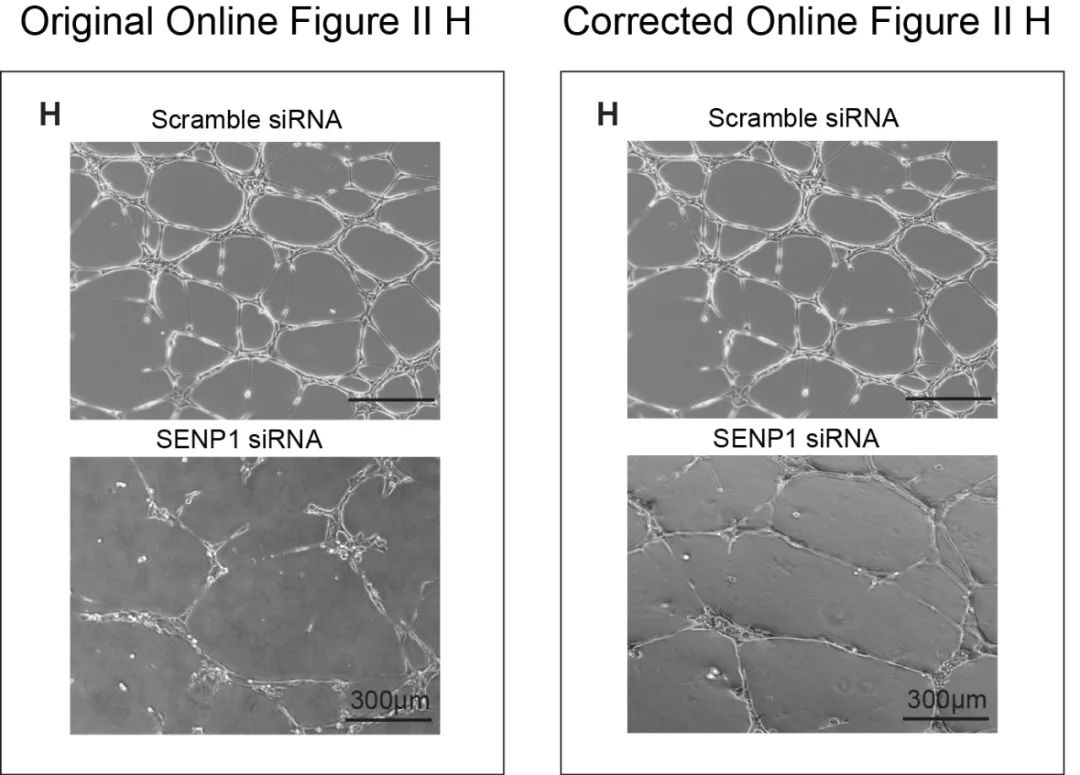 Original Online Figure II H
H
Scramble siRNA
SENP1 siRNA
300μm
Corrected Online Figure II H
H
Scramble siRNA
SENP1 siRNA
300μm